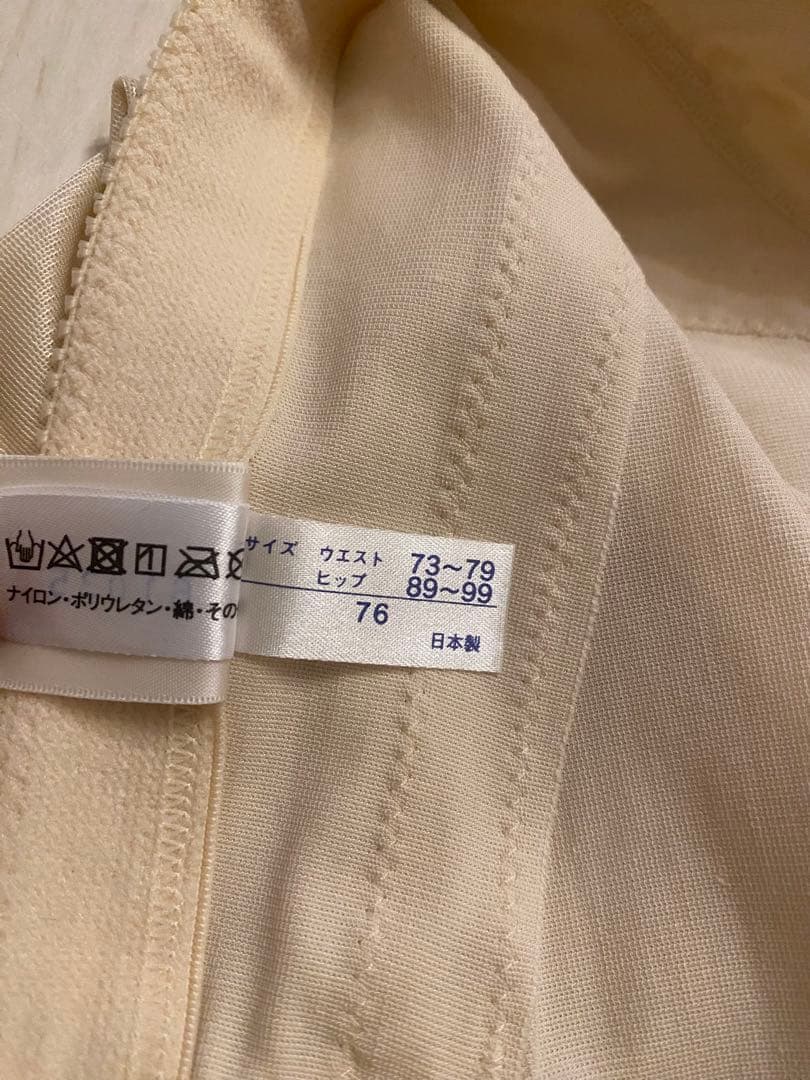 サイズ ウエスト 73～79
ヒップ 89～99
76
日本製
ナイロン・ポリウレタン・綿・その